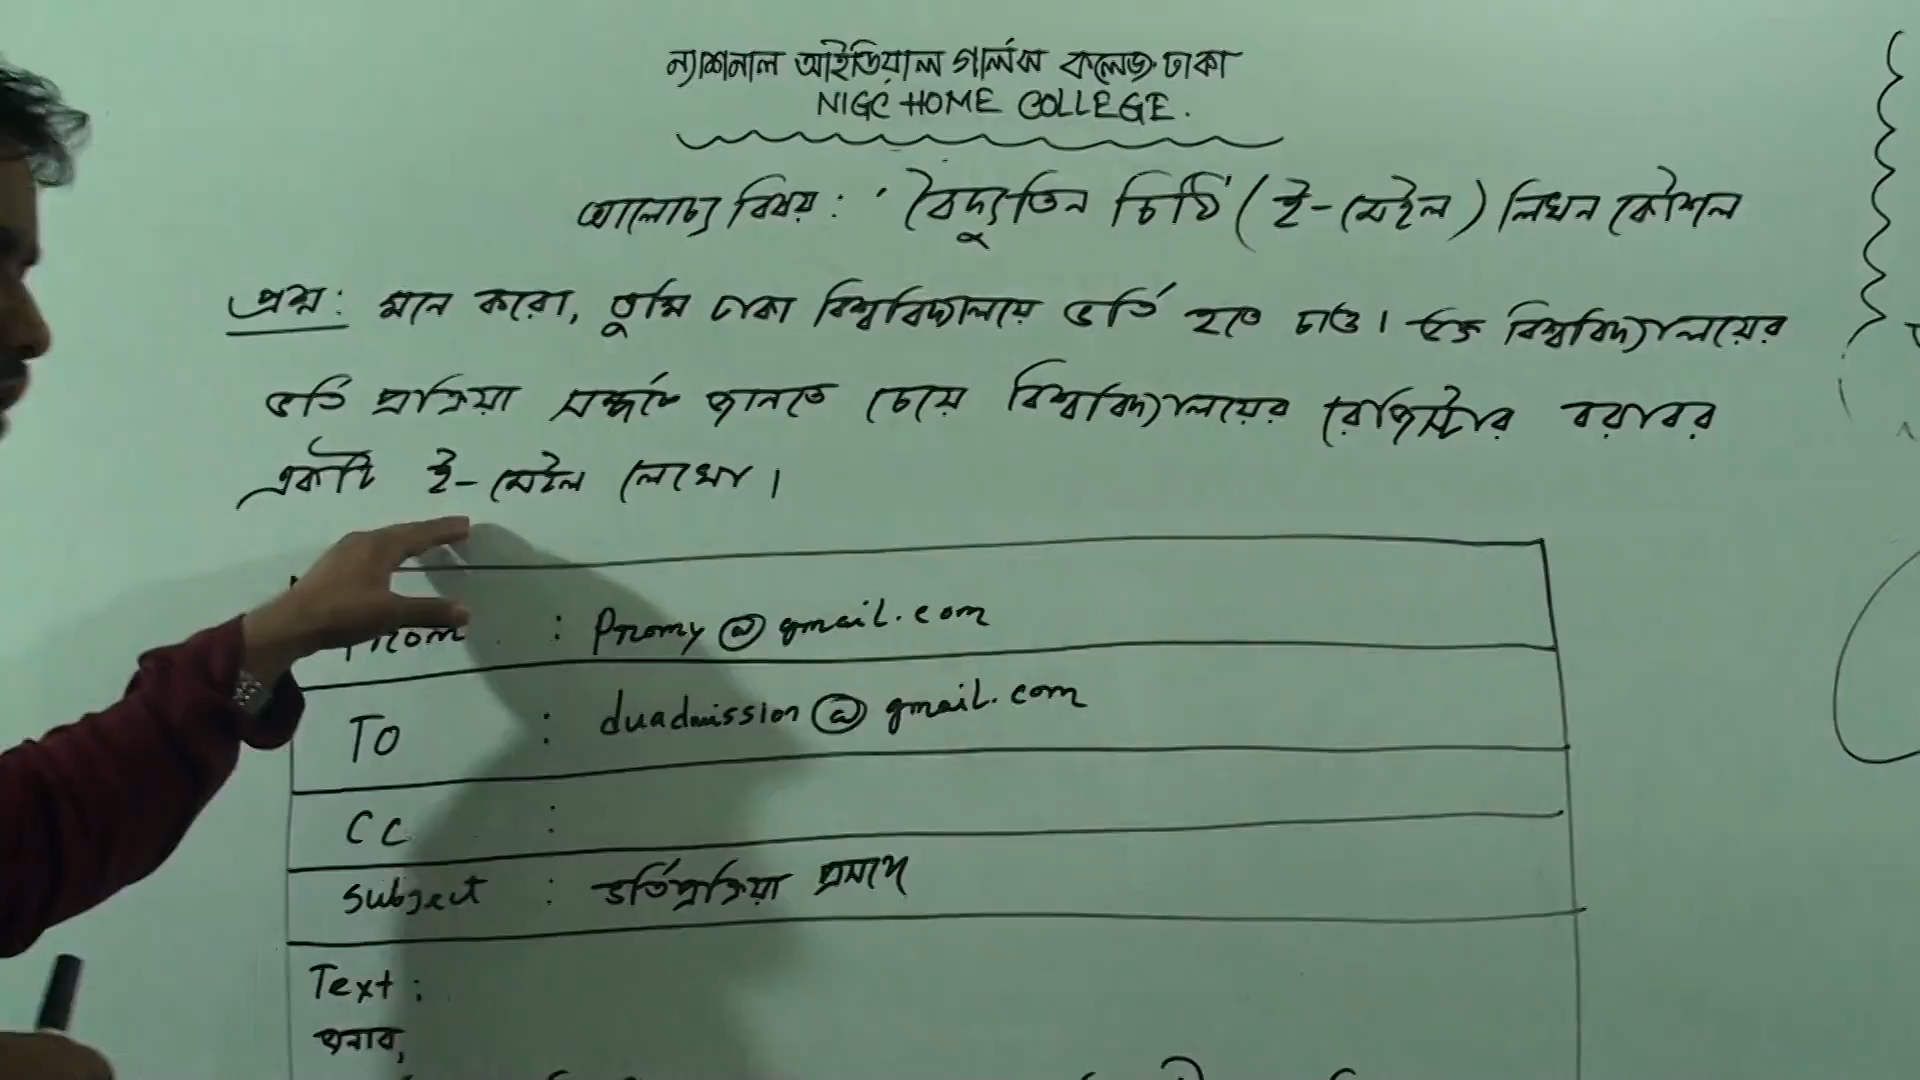 ন্যাশনাল আইডিয়াল গার্লস কলেজ ঢাকা
NIGC HOME COLLEGE.
আলোচ্য বিষয় : 'বৈদ্যুতিন চিঠি' (ই-মেইল) লিখন কৌশল
প্রশ্ন : মনে করো, তুমি ঢাকা বিশ্ববিদ্যালয়ে ভর্তি হতে চাও। উক্ত বিশ্ববিদ্যালয়ের
ভর্তি প্রক্রিয়া সম্পর্কে জানতে চেয়ে বিশ্ববিদ্যালয়ের রেজিস্টার বরাবর
একটি ই-মেইল লেখো।
From : Promy@gmail.com
To : duadmission@gmail.com
CC :
Subject : ভর্তিপ্রক্রিয়া প্রসঙ্গে
Text :
জনাব,